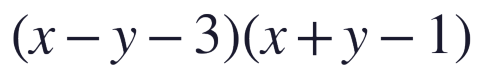 (x − y − 3)(x + y − 1)